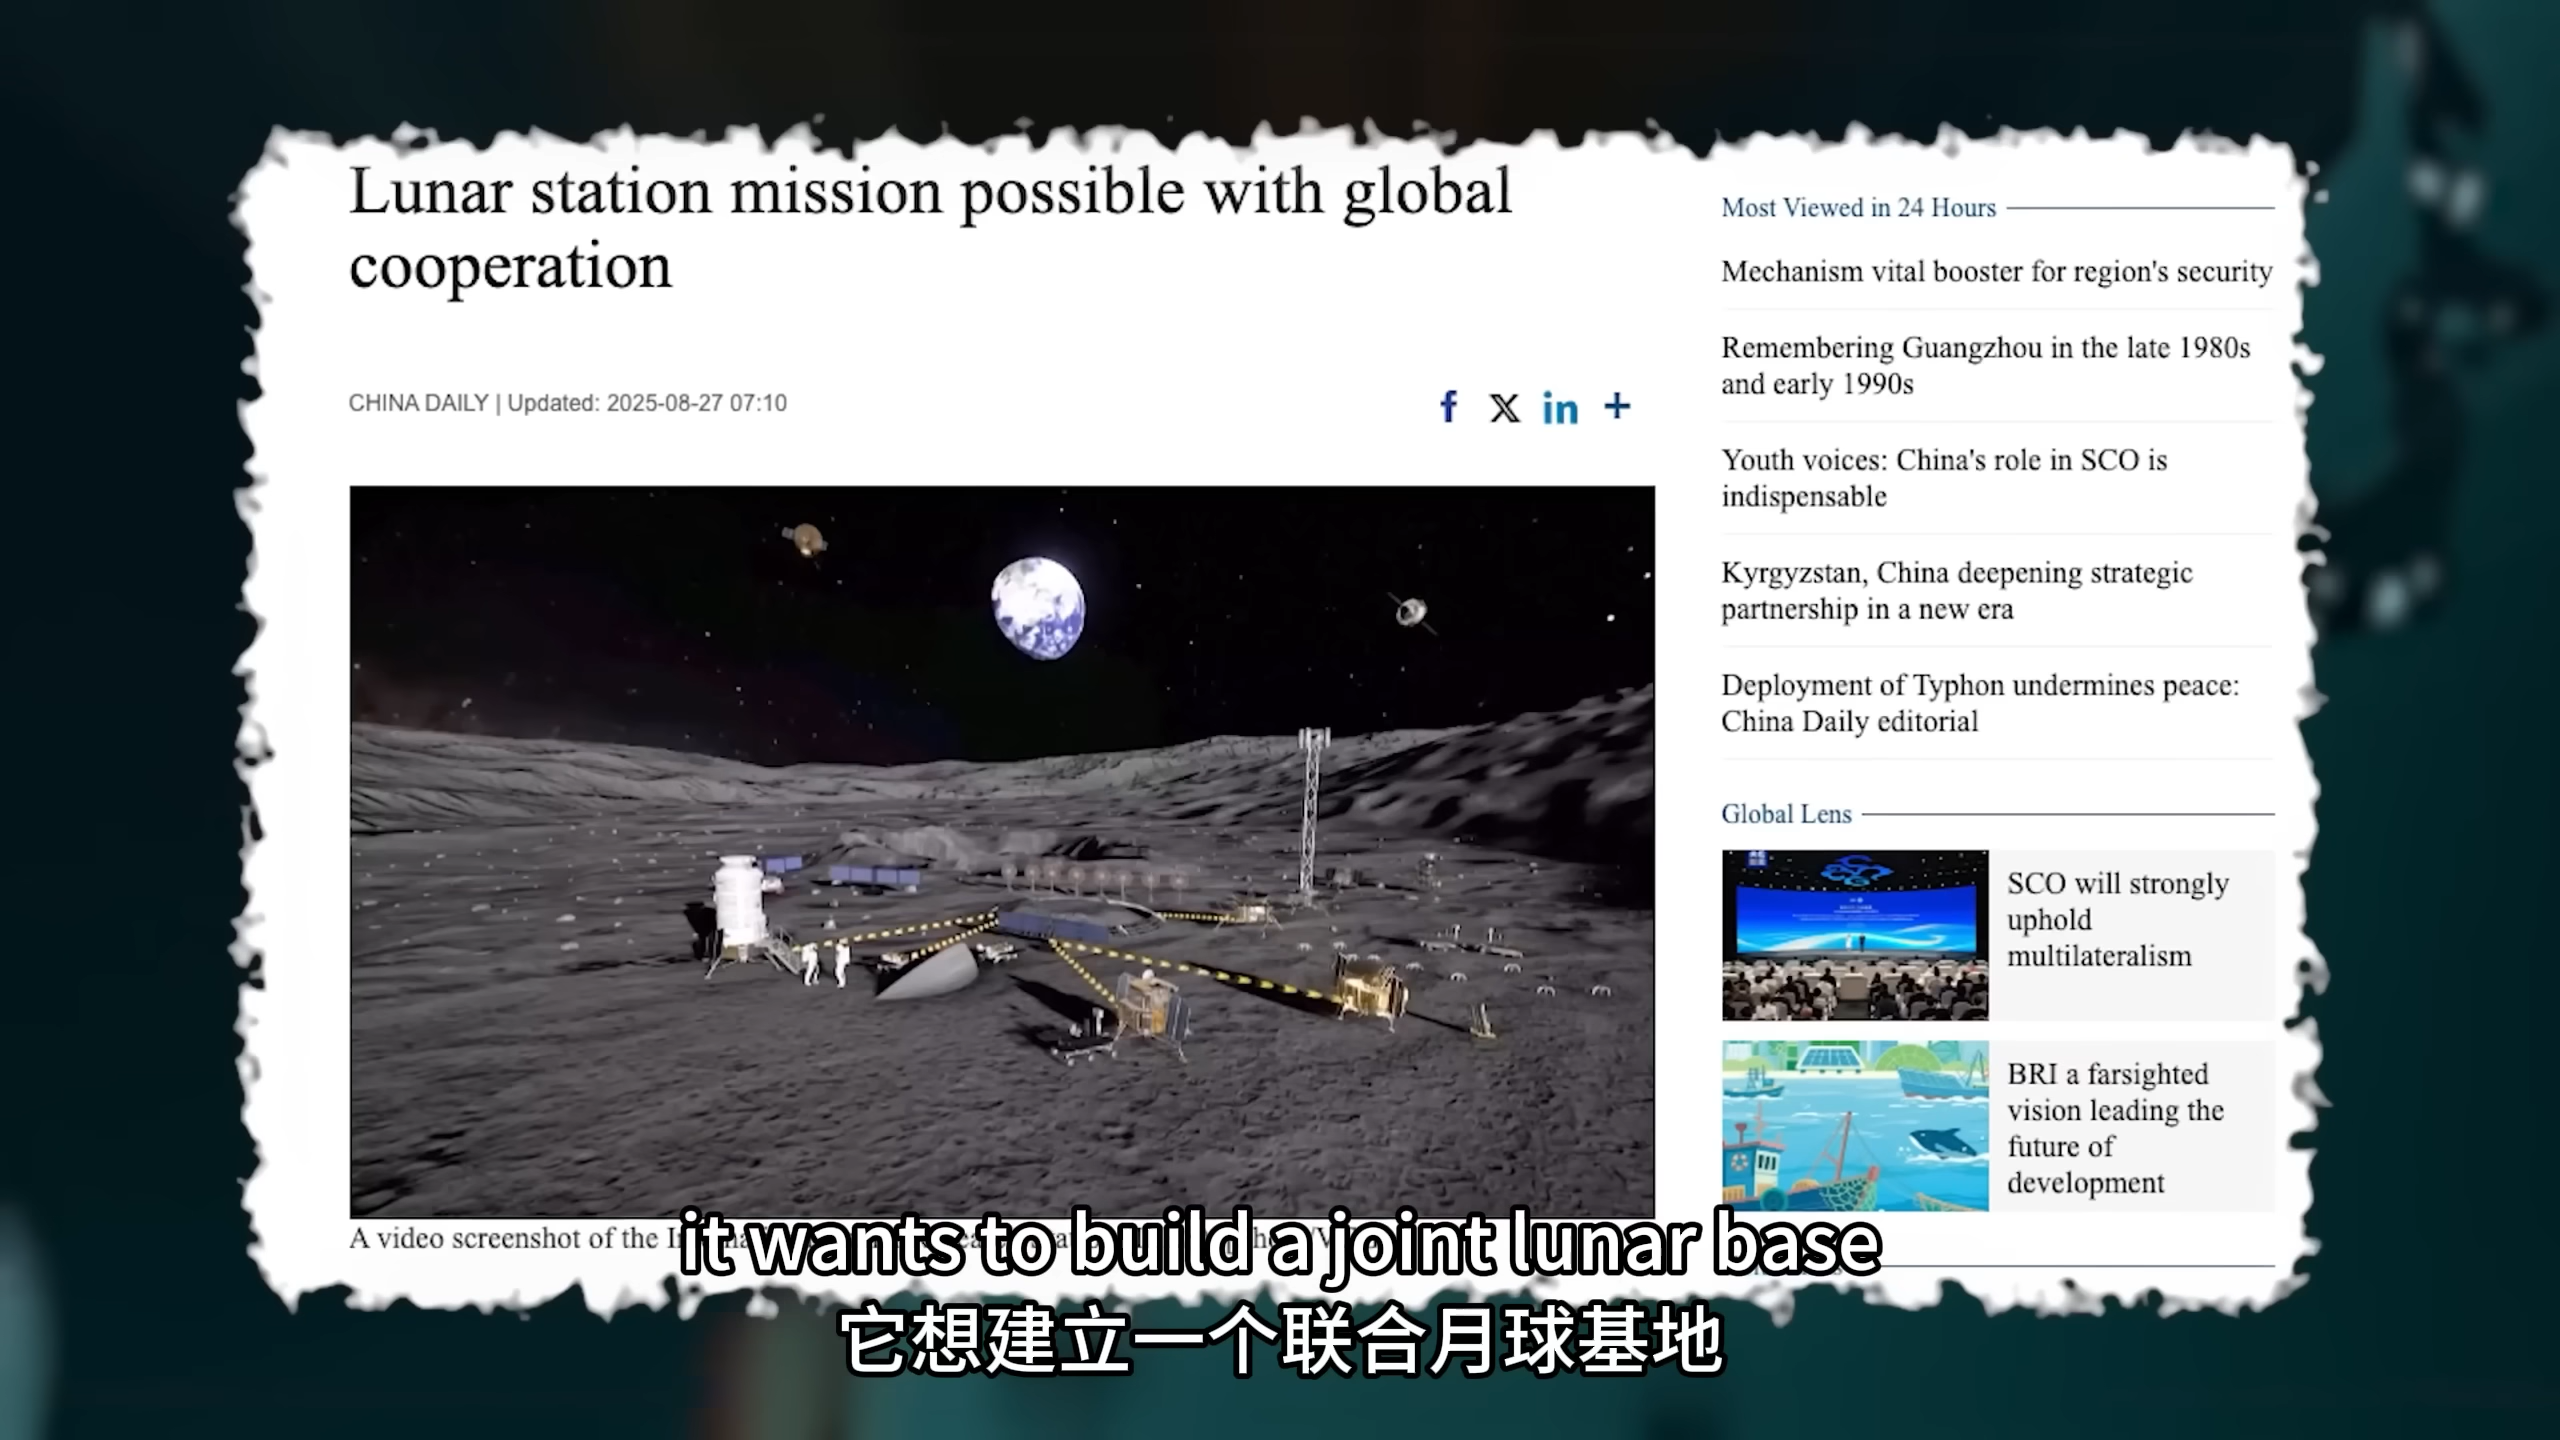 Lunar station mission possible with global
cooperation
CHINA DAILY | Updated: 2025-08-27 07:10
f X in +
Most Viewed in 24 Hours
Mechanism vital booster for region's security
Remembering Guangzhou in the late 1980s
and early 1990s
Youth voices: China's role in SCO is
indispensable
Kyrgyzstan, China deepening strategic
partnership in a new era
Deployment of Typhon undermines peace:
China Daily editorial
Global Lens
SCO will strongly
uphold
multilateralism
BRI a farsighted
vision leading the
future of
development
A video screenshot of the
it wants to build a joint lunar base
它想建立一个联合月球基地